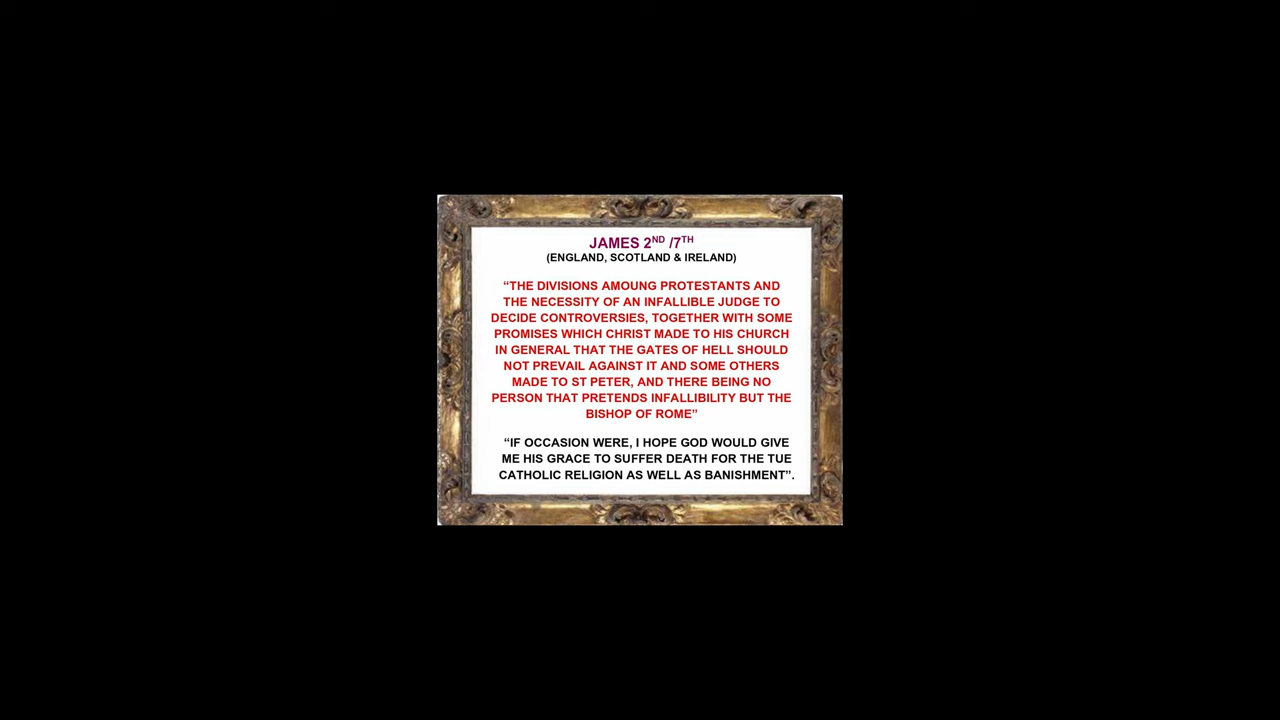 JAMES 2ND /7TH
(ENGLAND, SCOTLAND & IRELAND)
“THE DIVISIONS AMOUNG PROTESTANTS AND
THE NECESSITY OF AN INFALLIBLE JUDGE TO
DECIDE CONTROVERSIES, TOGETHER WITH SOME
PROMISES WHICH CHRIST MADE TO HIS CHURCH
IN GENERAL THAT THE GATES OF HELL SHOULD
NOT PREVAIL AGAINST IT AND SOME OTHERS
MADE TO ST PETER, AND THERE BEING NO
PERSON THAT PRETENDS INFALLIBILITY BUT THE
BISHOP OF ROME”
“IF OCCASION WERE, I HOPE GOD WOULD GIVE
ME HIS GRACE TO SUFFER DEATH FOR THE TUE
CATHOLIC RELIGION AS WELL AS BANISHMENT”.